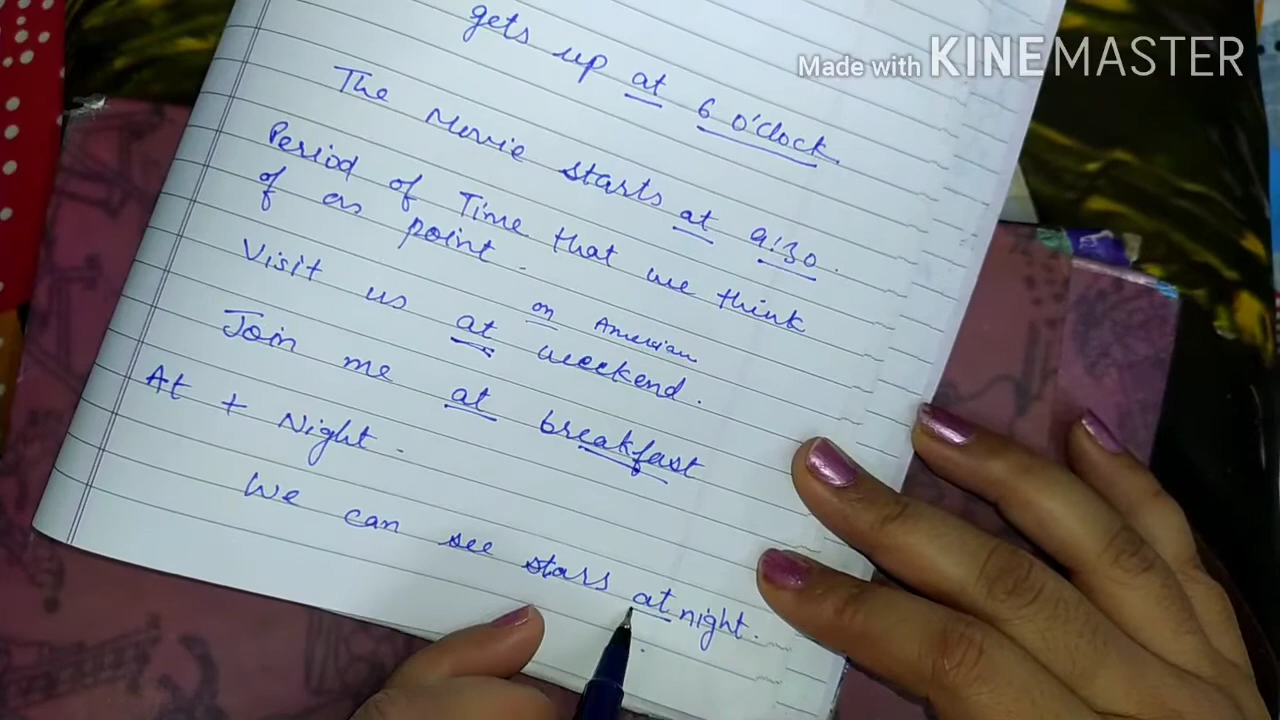 Made with KINEMASTER
gets up at 6 o'clock.
The Movie starts at 9:30.
Period of Time that we think
of as point.
on American
Visit us at weekend.
Join me at breakfast
At + Night.
We can see stars at night.